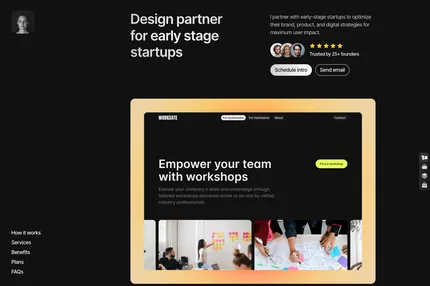 Design partner
for early stage
startups
I partner with early-stage startups to optimize
their brand, product, and digital strategies for
maximum user impact.
Trusted by 25+ founders
Schedule intro
Send email
WORKGATE
For businesses
For facilitators
About
Contact
Empower your team
with workshops
Find a workshop
Elevate your company's skills and knowledge through
tailored workshops delivered online or on-site by vetted
industry professionals.
How it works
Services
Benefits
Plans
FAQs